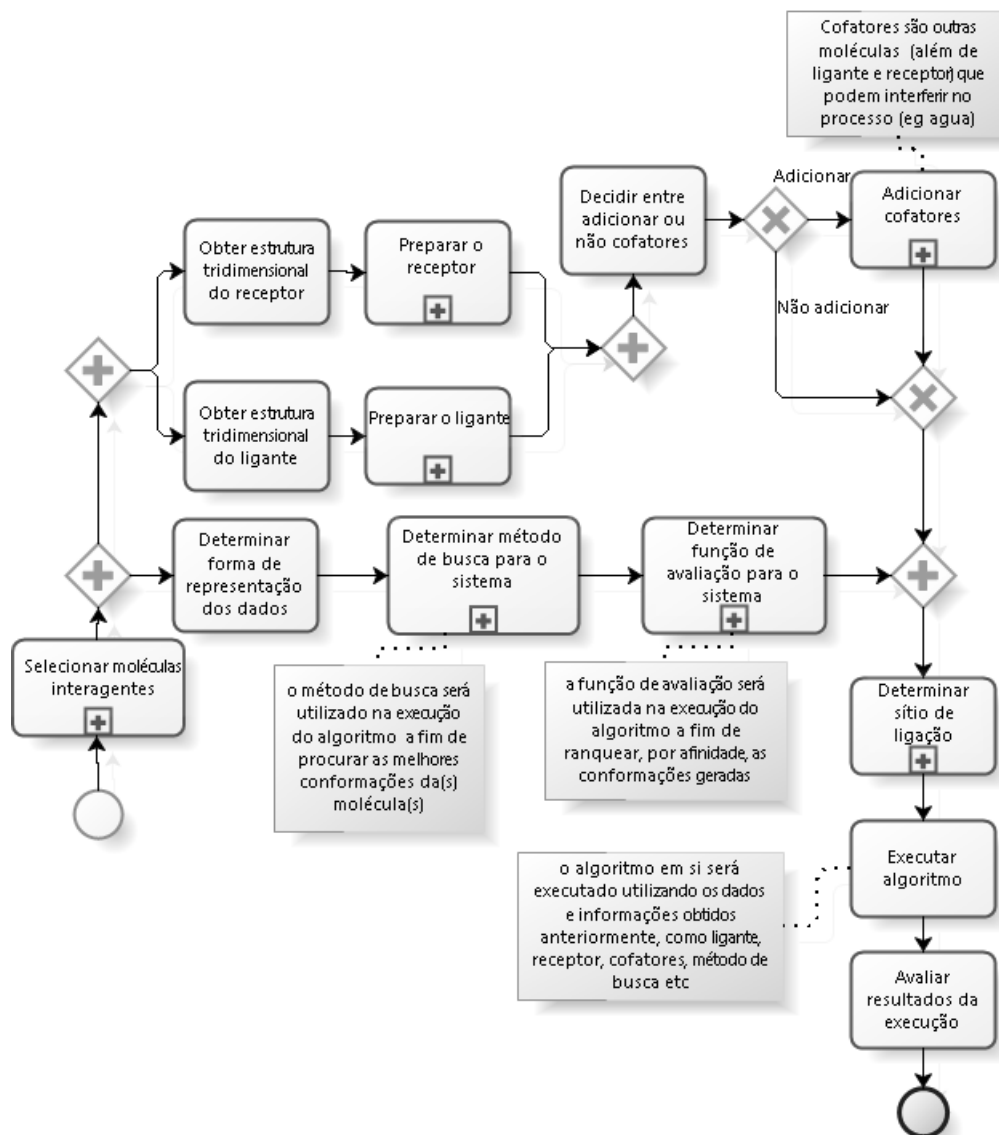 Cofatores são outras
moléculas (além de
ligante e receptor) que
podem interferir no
processo (eg agua)
Decidir entre
adicionar ou
não cofatores
Adicionar
Adicionar
cofatores
Não adicionar
Obter estrutura
tridimensional
do receptor
Preparar o
receptor
Obter estrutura
tridimensional
do ligante
Preparar o ligante
Determinar
forma de
representação
dos dados
Determinar método
de busca para o
sistema
Determinar
função de
avaliação para o
sistema
Selecionar moléculas
interagentes
o método de busca será
utilizado na execução
do algoritmo a fim de
procurar as melhores
conformações da(s)
molécula(s)
a função de avaliação será
utilizada na execução do
algoritmo a fim de
ranquear, por afinidade, as
conformações geradas
Determinar
sítio de
ligação
o algoritmo em si será
executado utilizando os dados
e informações obtidos
anteriormente, como ligante,
receptor, cofatores, método de
busca etc
Executar
algoritmo
Avaliar
resultados da
execução